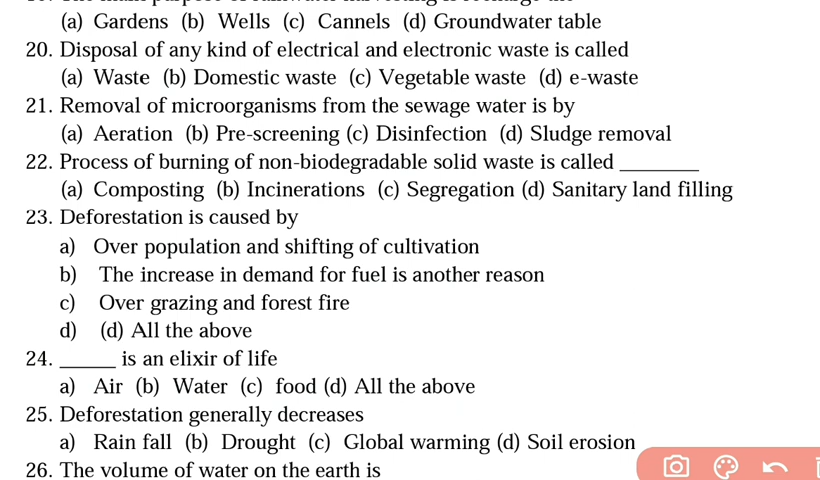 (a) Gardens (b) Wells (c) Cannels (d) Groundwater table
20. Disposal of any kind of electrical and electronic waste is called
(a) Waste (b) Domestic waste (c) Vegetable waste (d) e-waste
21. Removal of microorganisms from the sewage water is by
(a) Aeration (b) Pre-screening (c) Disinfection (d) Sludge removal
22. Process of burning of non-biodegradable solid waste is called ________
(a) Composting (b) Incinerations (c) Segregation (d) Sanitary land filling
23. Deforestation is caused by
a) Over population and shifting of cultivation
b) The increase in demand for fuel is another reason
c) Over grazing and forest fire
d) (d) All the above
24. ______ is an elixir of life
a) Air (b) Water (c) food (d) All the above
25. Deforestation generally decreases
a) Rain fall (b) Drought (c) Global warming (d) Soil erosion
26. The volume of water on the earth is